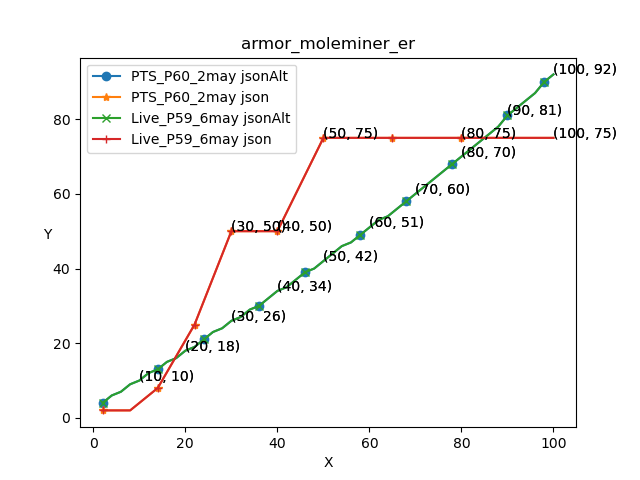 armor_moleminer_er
PTS_P60_2may jsonAlt
PTS_P60_2may json
Live_P59_6may jsonAlt
Live_P59_6may json
(100, 92)
(90, 81)
(50, 75)
(80, 75)
(100, 75)
(80, 70)
(70, 60)
(30, 50)
(40, 50)
(60, 51)
(50, 42)
(40, 34)
(30, 26)
(20, 18)
(10, 10)
80
60
40
20
0
Y
0 20 40 60 80 100
X